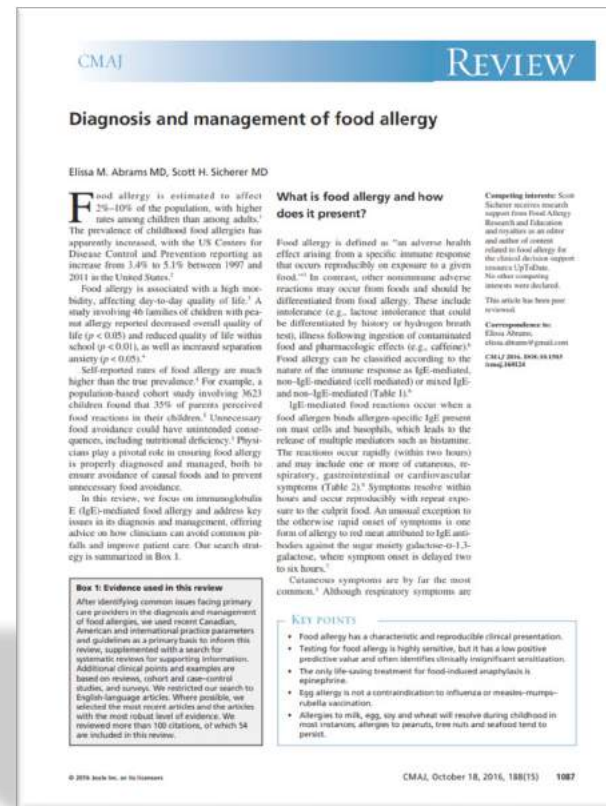 CMAJ
REVIEW
Diagnosis and management of food allergy
Elissa M. Abrams MD, Scott H. Sicherer MD
Food allergy is estimated to affect
2%–10% of the population, with higher
rates among children than among adults.¹
The prevalence of childhood food allergies has
apparently increased, with the US Centers for
Disease Control and Prevention reporting an
increase from 3.4% to 5.1% between 1997 and
2011 in the United States.²
Food allergy is associated with a high mor-
bidity, affecting day-to-day quality of life.³ A
study involving 46 families of children with pea-
nut allergy reported decreased overall quality of
life (p < 0.05) and reduced quality of life within
school (p < 0.01), as well as increased separation
anxiety (p < 0.05).⁴
Self-reported rates of food allergy are much
higher than the true prevalence.⁴ For example, a
population-based cohort study involving 3623
children found that 35% of parents perceived
food reactions in their children.⁵ Unnecessary
food avoidance could have unintended conse-
quences, including nutritional deficiency.⁵ Physi-
cians play a pivotal role in ensuring food allergy
is properly diagnosed and managed, both to
ensure avoidance of causal foods and to prevent
unnecessary food avoidance.
In this review, we focus on immunoglobulin
E (IgE)-mediated food allergy and address key
issues in its diagnosis and management, offering
advice on how clinicians can avoid common pit-
falls and improve patient care. Our search strat-
egy is summarized in Box 1.
Box 1: Evidence used in this review
After identifying common issues facing primary
care providers in the diagnosis and management
of food allergies, we used recent Canadian,
American and international practice parameters
and guidelines as a primary basis to inform this
review, supplemented with a search for
systematic reviews for supporting information.
Additional clinical points and examples are
based on reviews, cohort and case–control
studies, and surveys. We restricted our search to
English-language articles. Where possible, we
selected the most recent articles and the articles
with the most robust level of evidence. We
reviewed more than 100 citations, of which 54
are included in this review.
What is food allergy and how
does it present?
Food allergy is defined as "an adverse health
effect arising from a specific immune response
that occurs reproducibly on exposure to a given
food."¹ In contrast, other nonimmune adverse
reactions may occur from foods and should be
differentiated from food allergy. These include
intolerance (e.g., lactose intolerance that could
be differentiated by history or hydrogen breath
test), illness following ingestion of contaminated
food and pharmacologic effects (e.g., caffeine).⁶
Food allergy can be classified according to the
nature of the immune response as IgE-mediated,
non–IgE-mediated (cell mediated) or mixed IgE-
and non–IgE-mediated (Table 1).⁶
IgE-mediated food reactions occur when a
food allergen binds allergen-specific IgE present
on mast cells and basophils, which leads to the
release of multiple mediators such as histamine.
The reactions occur rapidly (within two hours)
and may include one or more of cutaneous, re-
spiratory, gastrointestinal or cardiovascular
symptoms (Table 2).⁶ Symptoms resolve within
hours and occur reproducibly with repeat expo-
sure to the culprit food. An unusual exception to
the otherwise rapid onset of symptoms is one
form of allergy to red meat attributed to IgE anti-
bodies against the sugar moiety galactose-α-1,3-
galactose, where symptom onset is delayed two
to six hours.⁷
Cutaneous symptoms are by far the most
common.¹ Although respiratory symptoms are
Competing interests: Scott
Sicherer receives research
support from Food Allergy
Research and Education
and royalties as an editor
and author of content
related to food allergy for
the clinical decision support
resource UpToDate.
No other competing
interests were declared.
This article has been peer
reviewed.
Correspondence to:
Elissa Abrams,
elissa.abrams@gmail.com
CMAJ 2016. DOI:10.1503
/cmaj.160124
KEY POINTS
• Food allergy has a characteristic and reproducible clinical presentation.
• Testing for food allergy is highly sensitive, but it has a low positive
predictive value and often identifies clinically insignificant sensitization.
• The only life-saving treatment for food-induced anaphylaxis is
epinephrine.
• Egg allergy is not a contraindication to influenza or measles–mumps–
rubella vaccination.
• Allergies to milk, egg, soy and wheat will resolve during childhood in
most instances; allergies to peanuts, tree nuts and seafood tend to
persist.
© 2016 Joule Inc. or its licensors
CMAJ, October 18, 2016, 188(15) 1087